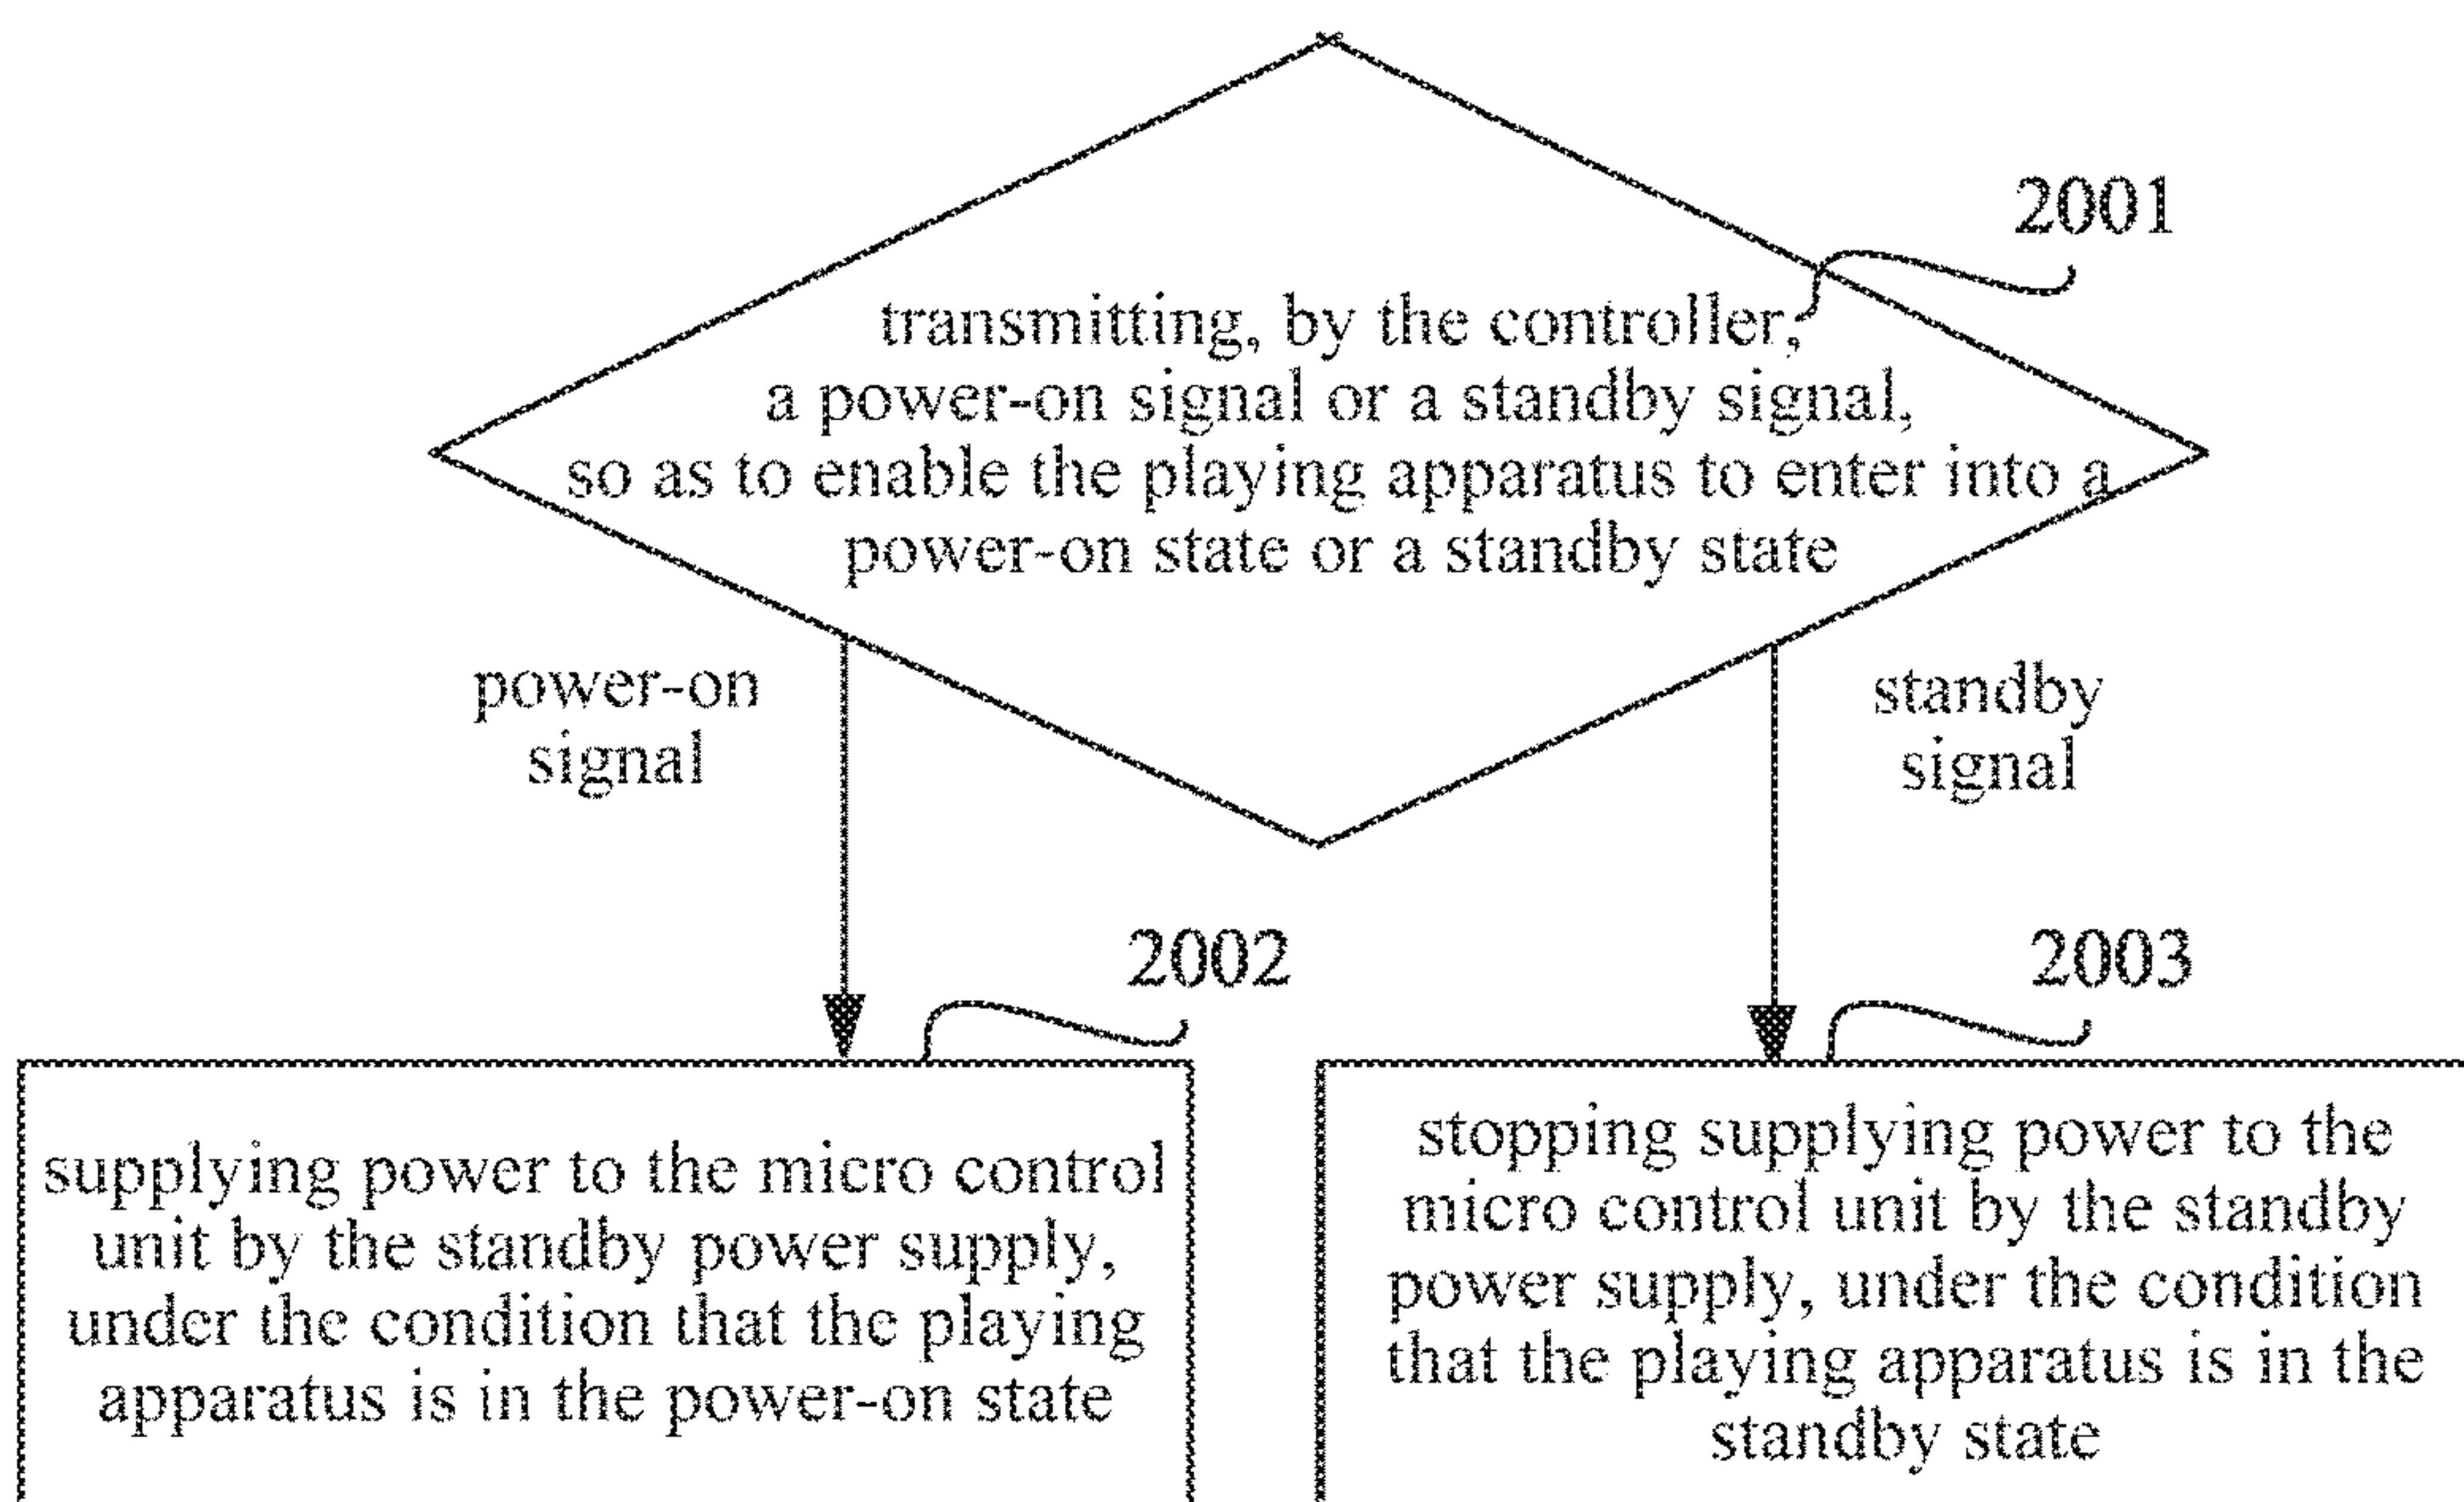 2001
transmitting, by the controller,
a power-on signal or a standby signal,
so as to enable the playing apparatus to enter into a
power-on state or a standby state
power-on
signal
standby
signal
2002
2003
supplying power to the micro control
unit by the standby power supply,
under the condition that the playing
apparatus is in the power-on state
stopping supplying power to the
micro control unit by the standby
power supply, under the condition
that the playing apparatus is in the
standby state